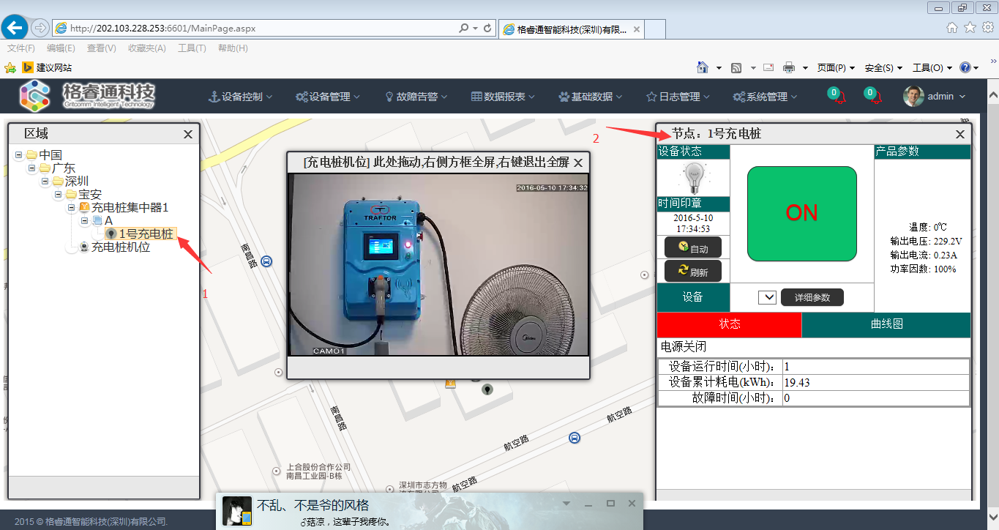 http://202.103.228.253:6601/MainPage.aspx
格睿通智能科技(深圳)有限...
文件(F) 编辑(E) 查看(V) 收藏夹(A) 工具(T) 帮助(H)
建议网站
页面(P) 安全(S) 工具(O)
格睿通科技
Gritcomm Inteligent Technology
设备控制 设备管理 故障告警 数据报表 基础数据 日志管理 系统管理 0 0 admin
区域
中国
广东
深圳
宝安
充电桩集中器1
A
1号充电桩
充电桩机位
1
南昌路
[充电桩机位] 此处拖动,右侧方框全屏,右键退出全屏
2016-05-10 17:34:32
TRAFTOR
Midea
CAM01
2
南昌路
航空路
航空路
航空路
上合股份合作公司
南昌工业园-B栋
深圳市志方物
节点：1号充电桩
设备状态
时间印章
2016-5-10
17:34:53
自动
刷新
设备
ON
详细参数
产品参数
温度: 0℃
输出电压: 229.2V
输出电流: 0.23A
功率因数: 100%
状态 曲线图
电源关闭
设备运行时间(小时): 1
设备累计耗电(kWh): 19.43
故障时间(小时): 0
不乱、不是爷的风格
♂菇凉，这辈子我疼你。
2015 © 格睿通智能科技(深圳)有限公司.